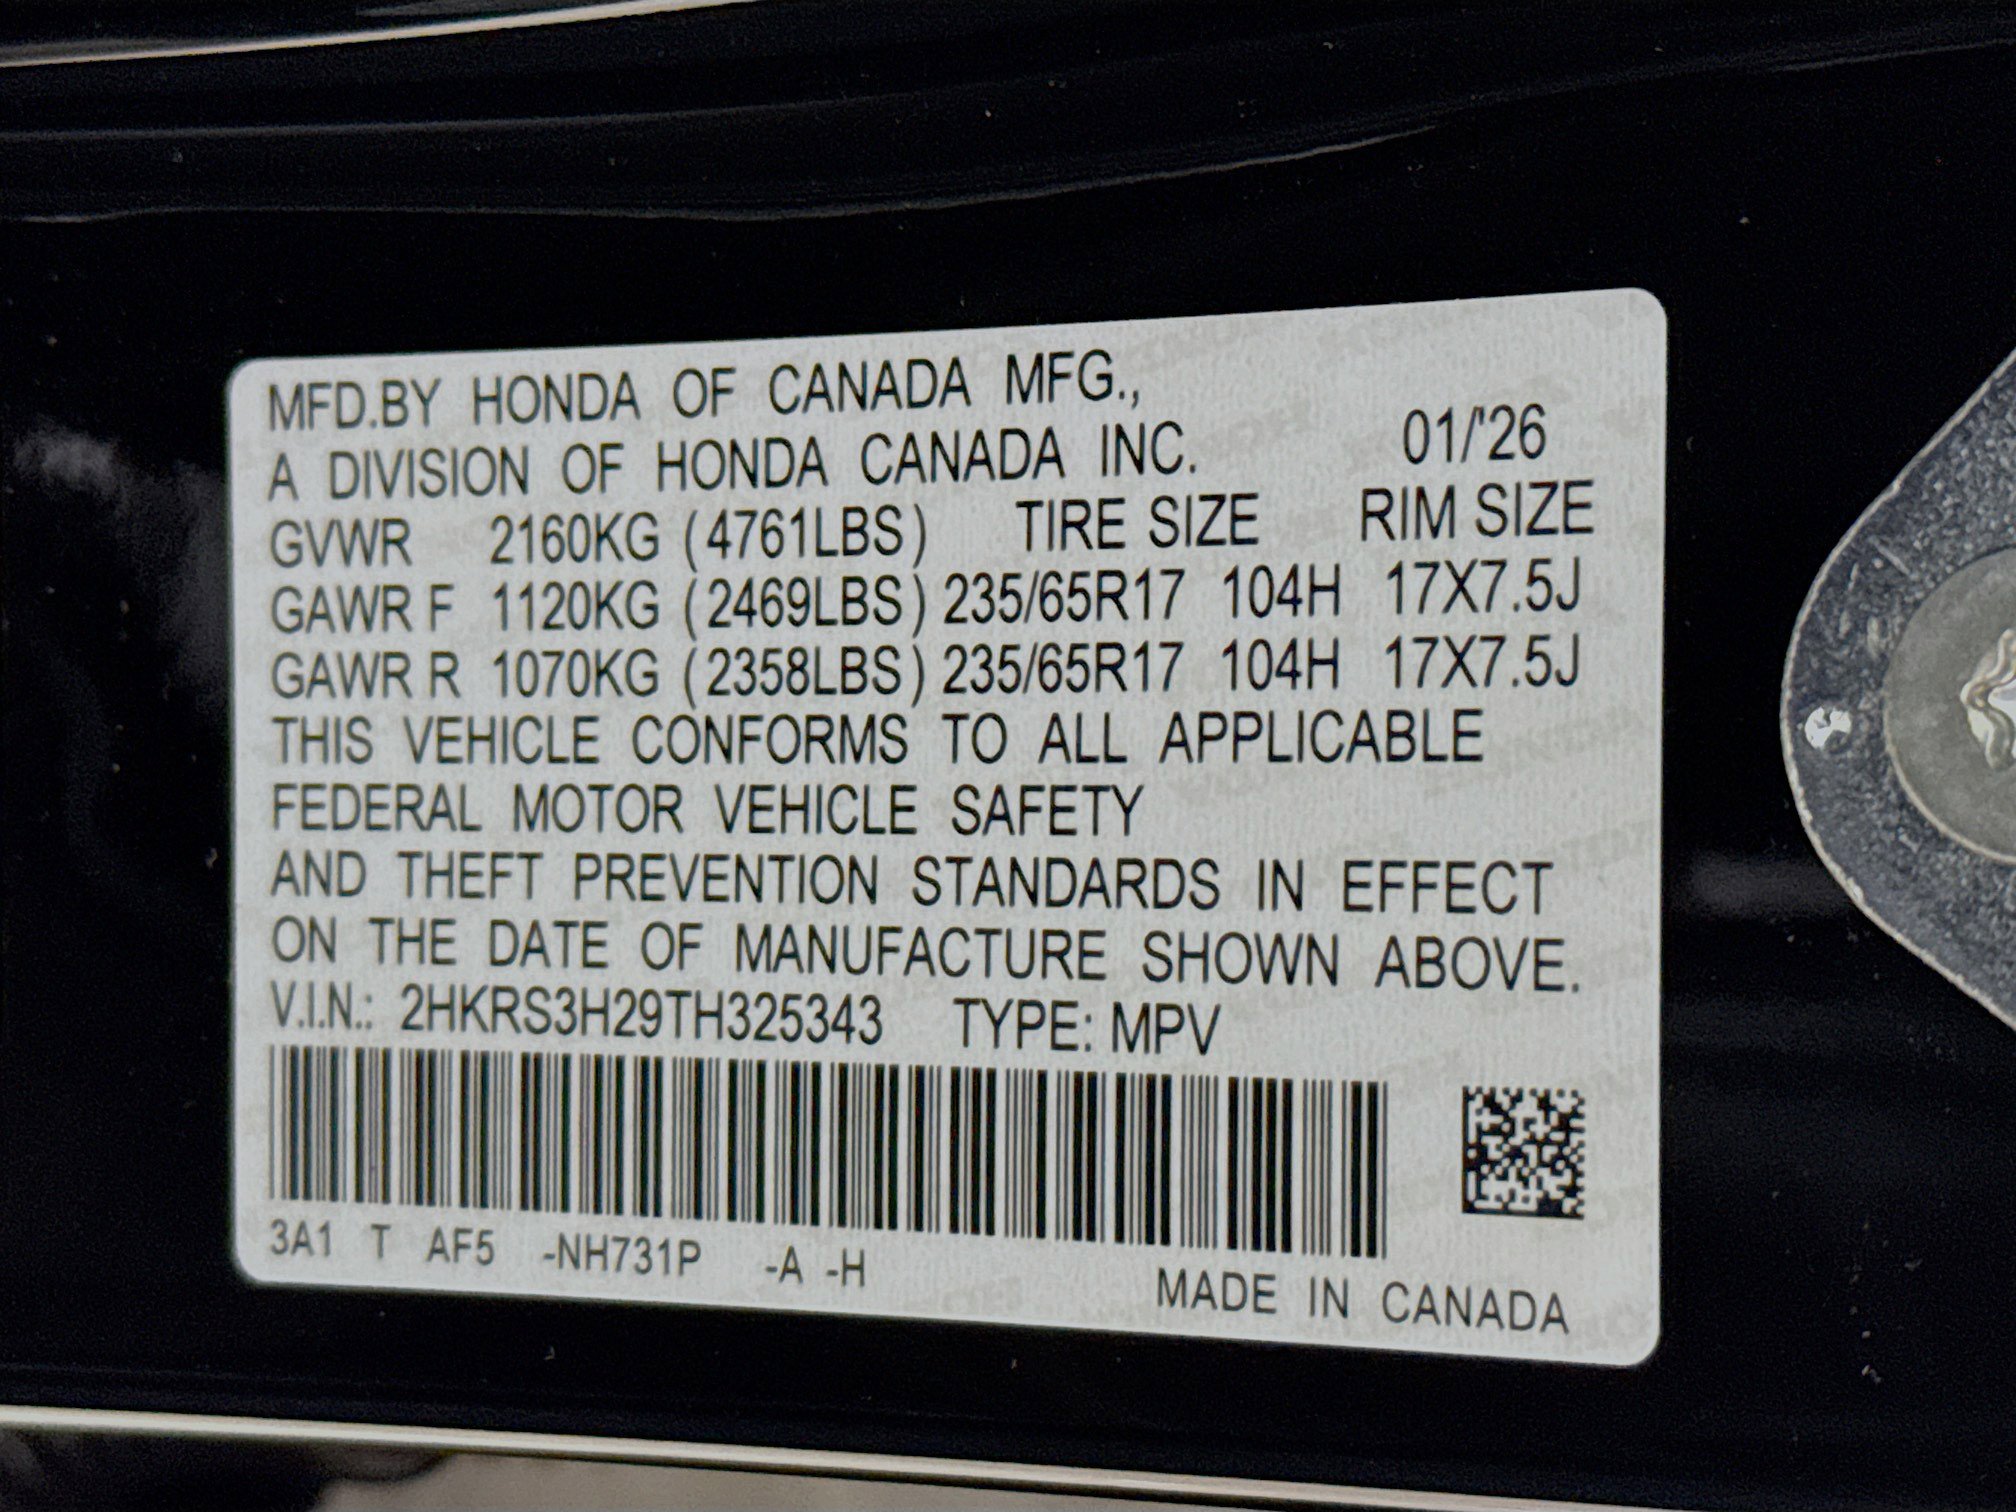 MFD.BY HONDA OF CANADA MFG.,
A DIVISION OF HONDA CANADA INC. 01/'26
GVWR 2160KG (4761LBS) TIRE SIZE RIM SIZE
GAWR F 1120KG (2469LBS) 235/65R17 104H 17X7.5J
GAWR R 1070KG (2358LBS) 235/65R17 104H 17X7.5J
THIS VEHICLE CONFORMS TO ALL APPLICABLE
FEDERAL MOTOR VEHICLE SAFETY
AND THEFT PREVENTION STANDARDS IN EFFECT
ON THE DATE OF MANUFACTURE SHOWN ABOVE.
V.I.N.: 2HKRS3H29TH325343 TYPE: MPV
3A1 T AF5 -NH731P -A -H
MADE IN CANADA